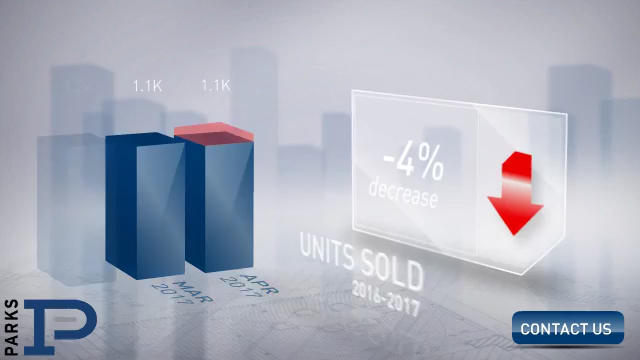 1.1K
1.1K
-4%
decrease
UNITS SOLD
2016-2017
MAR
2017
APR
2017
PARKS
P
CONTACT US